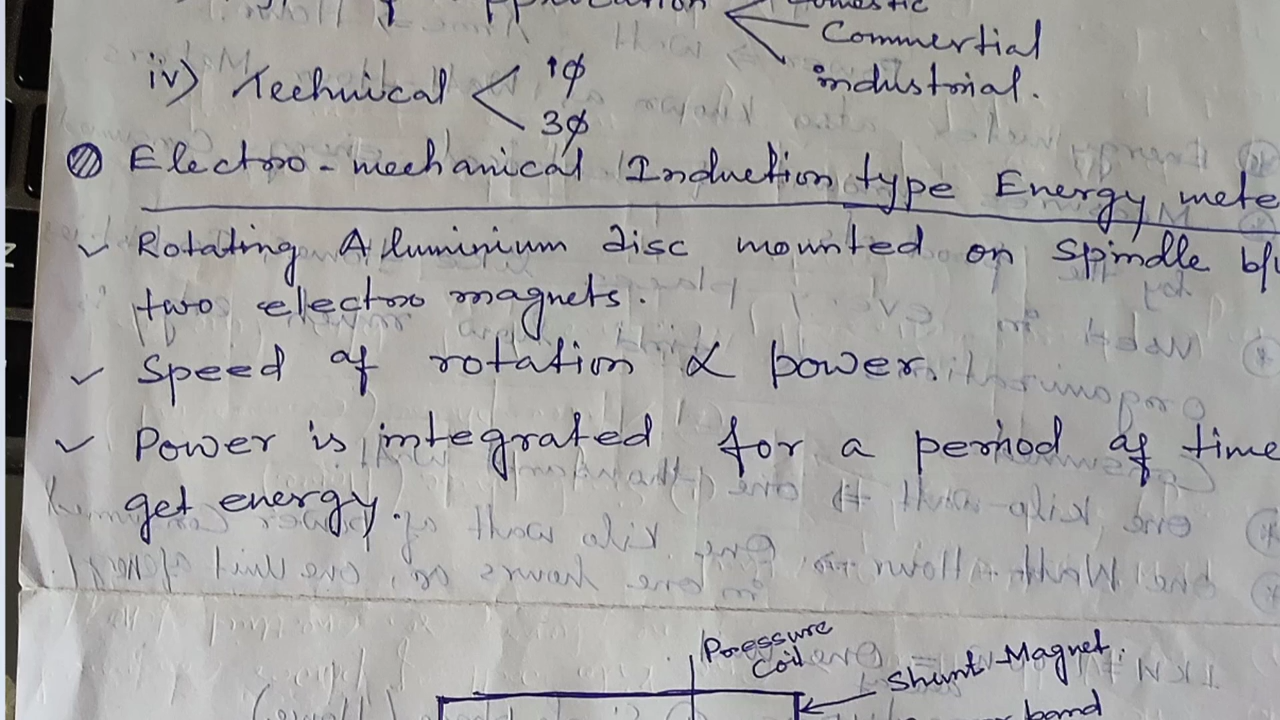 Commertial
iv) Technical < 1φ
industrial.
3φ
Electro-mechanical Induction type Energy mete
✓ Rotating Aluminium disc mounted on spindle b/w
two electro magnets.
✓ Speed of rotation ∝ power.
✓ Power is integrated for a period of time
get energy.
Pressure
Coil
Shunt Magnet.
band